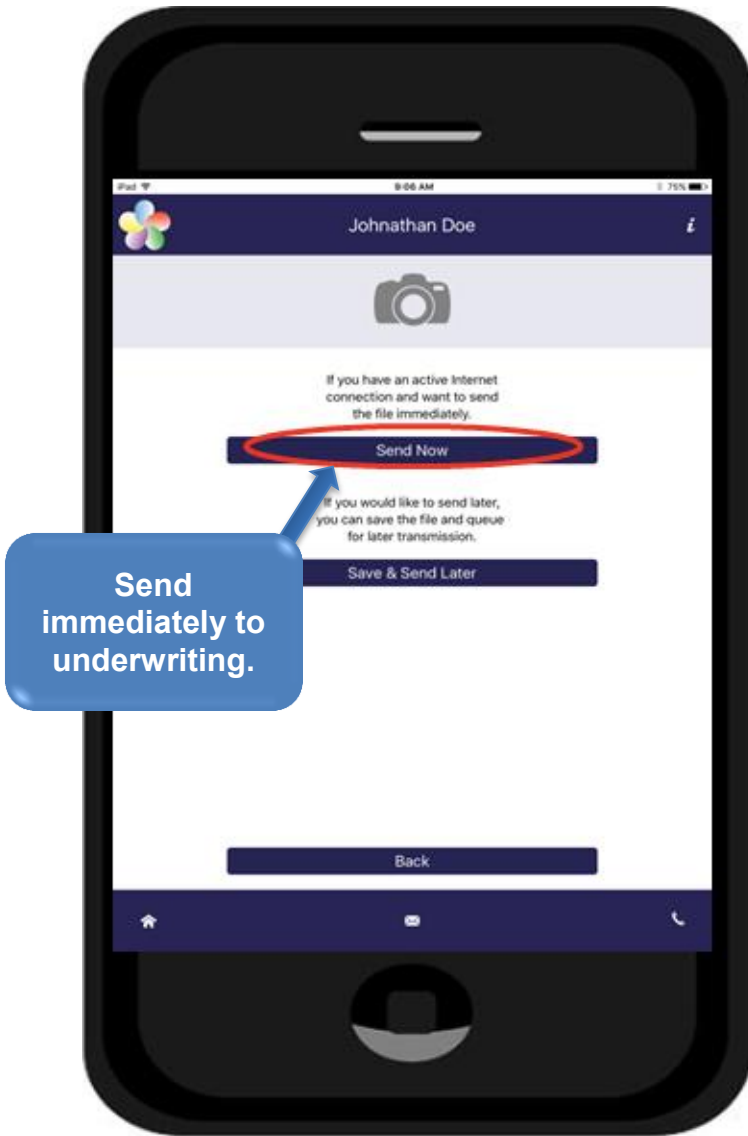 iPad 9:06 AM 75%
Johnathan Doe i
If you have an active Internet
connection and want to send
the file immediately.
Send Now
If you would like to send later,
you can save the file and queue
for later transmission.
Save & Send Later
Send
immediately to
underwriting.
Back